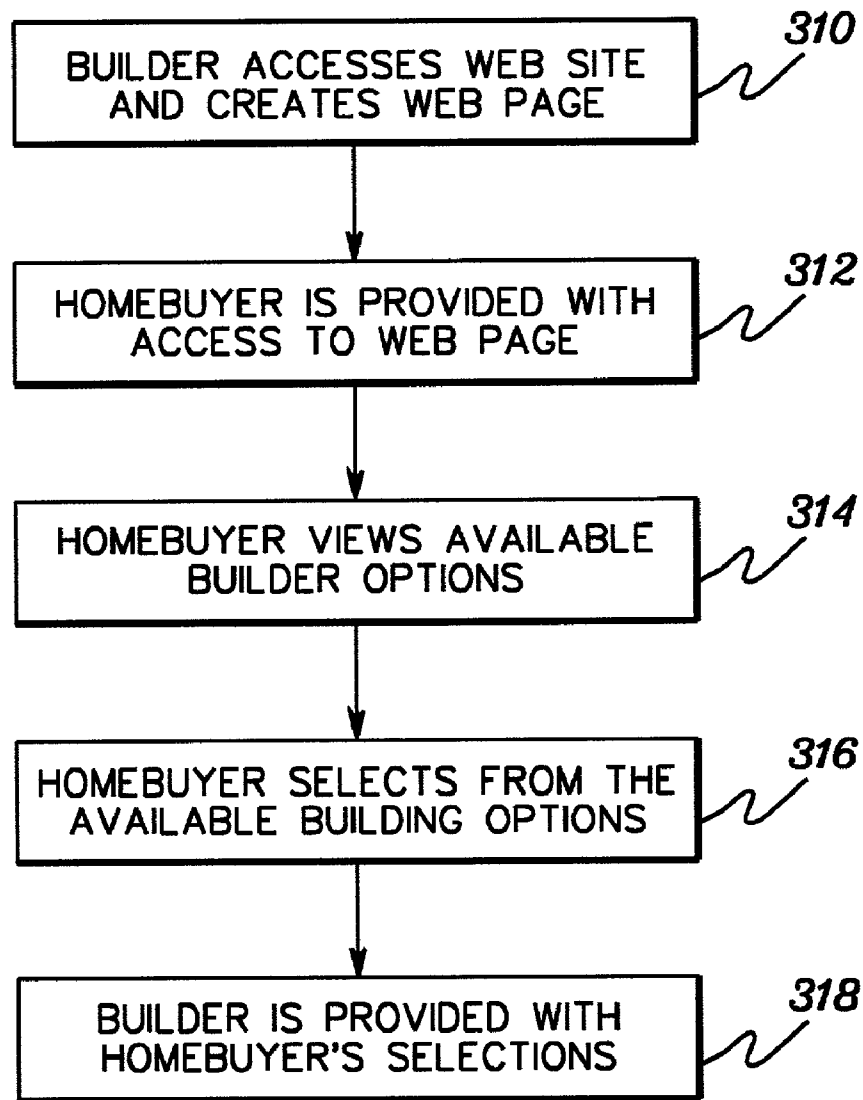 310
BUILDER ACCESSES WEB SITE
AND CREATES WEB PAGE
312
HOMEBUYER IS PROVIDED WITH
ACCESS TO WEB PAGE
314
HOMEBUYER VIEWS AVAILABLE
BUILDER OPTIONS
316
HOMEBUYER SELECTS FROM THE
AVAILABLE BUILDING OPTIONS
318
BUILDER IS PROVIDED WITH
HOMEBUYER'S SELECTIONS